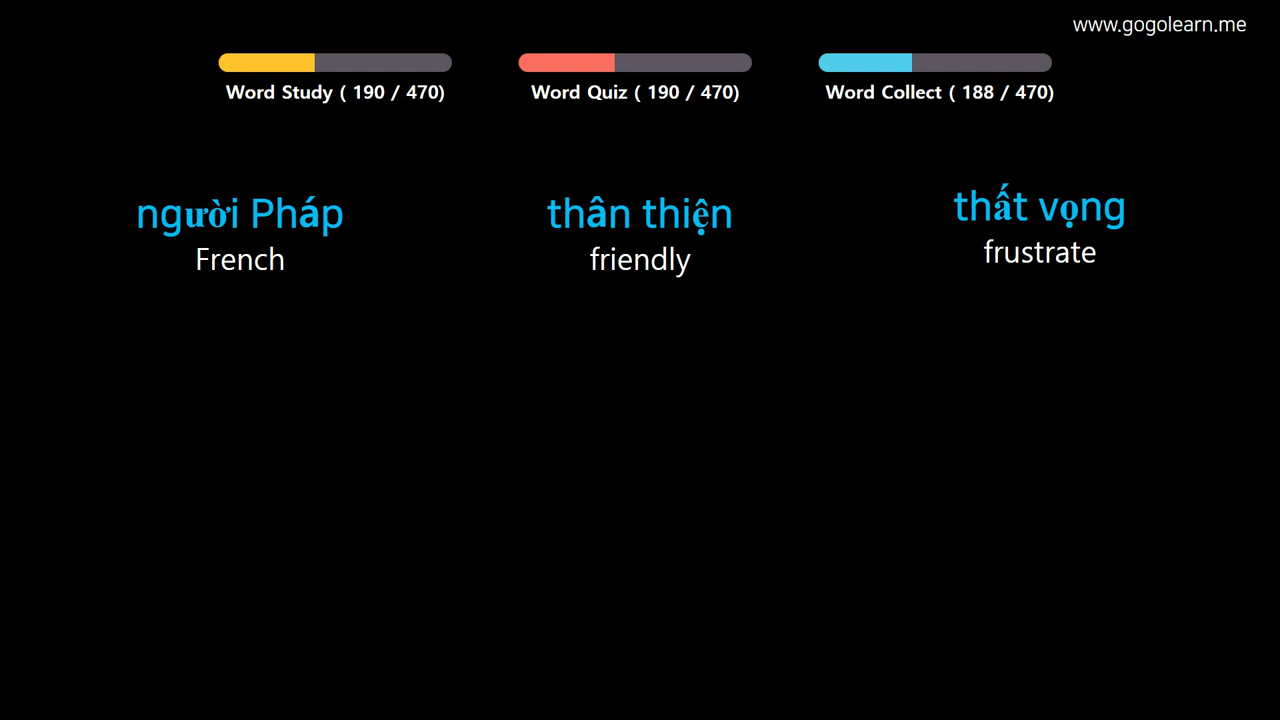 www.gogolearn.me
Word Study ( 190 / 470)
Word Quiz ( 190 / 470)
Word Collect ( 188 / 470)
người Pháp
French
thân thiện
friendly
thất vọng
frustrate